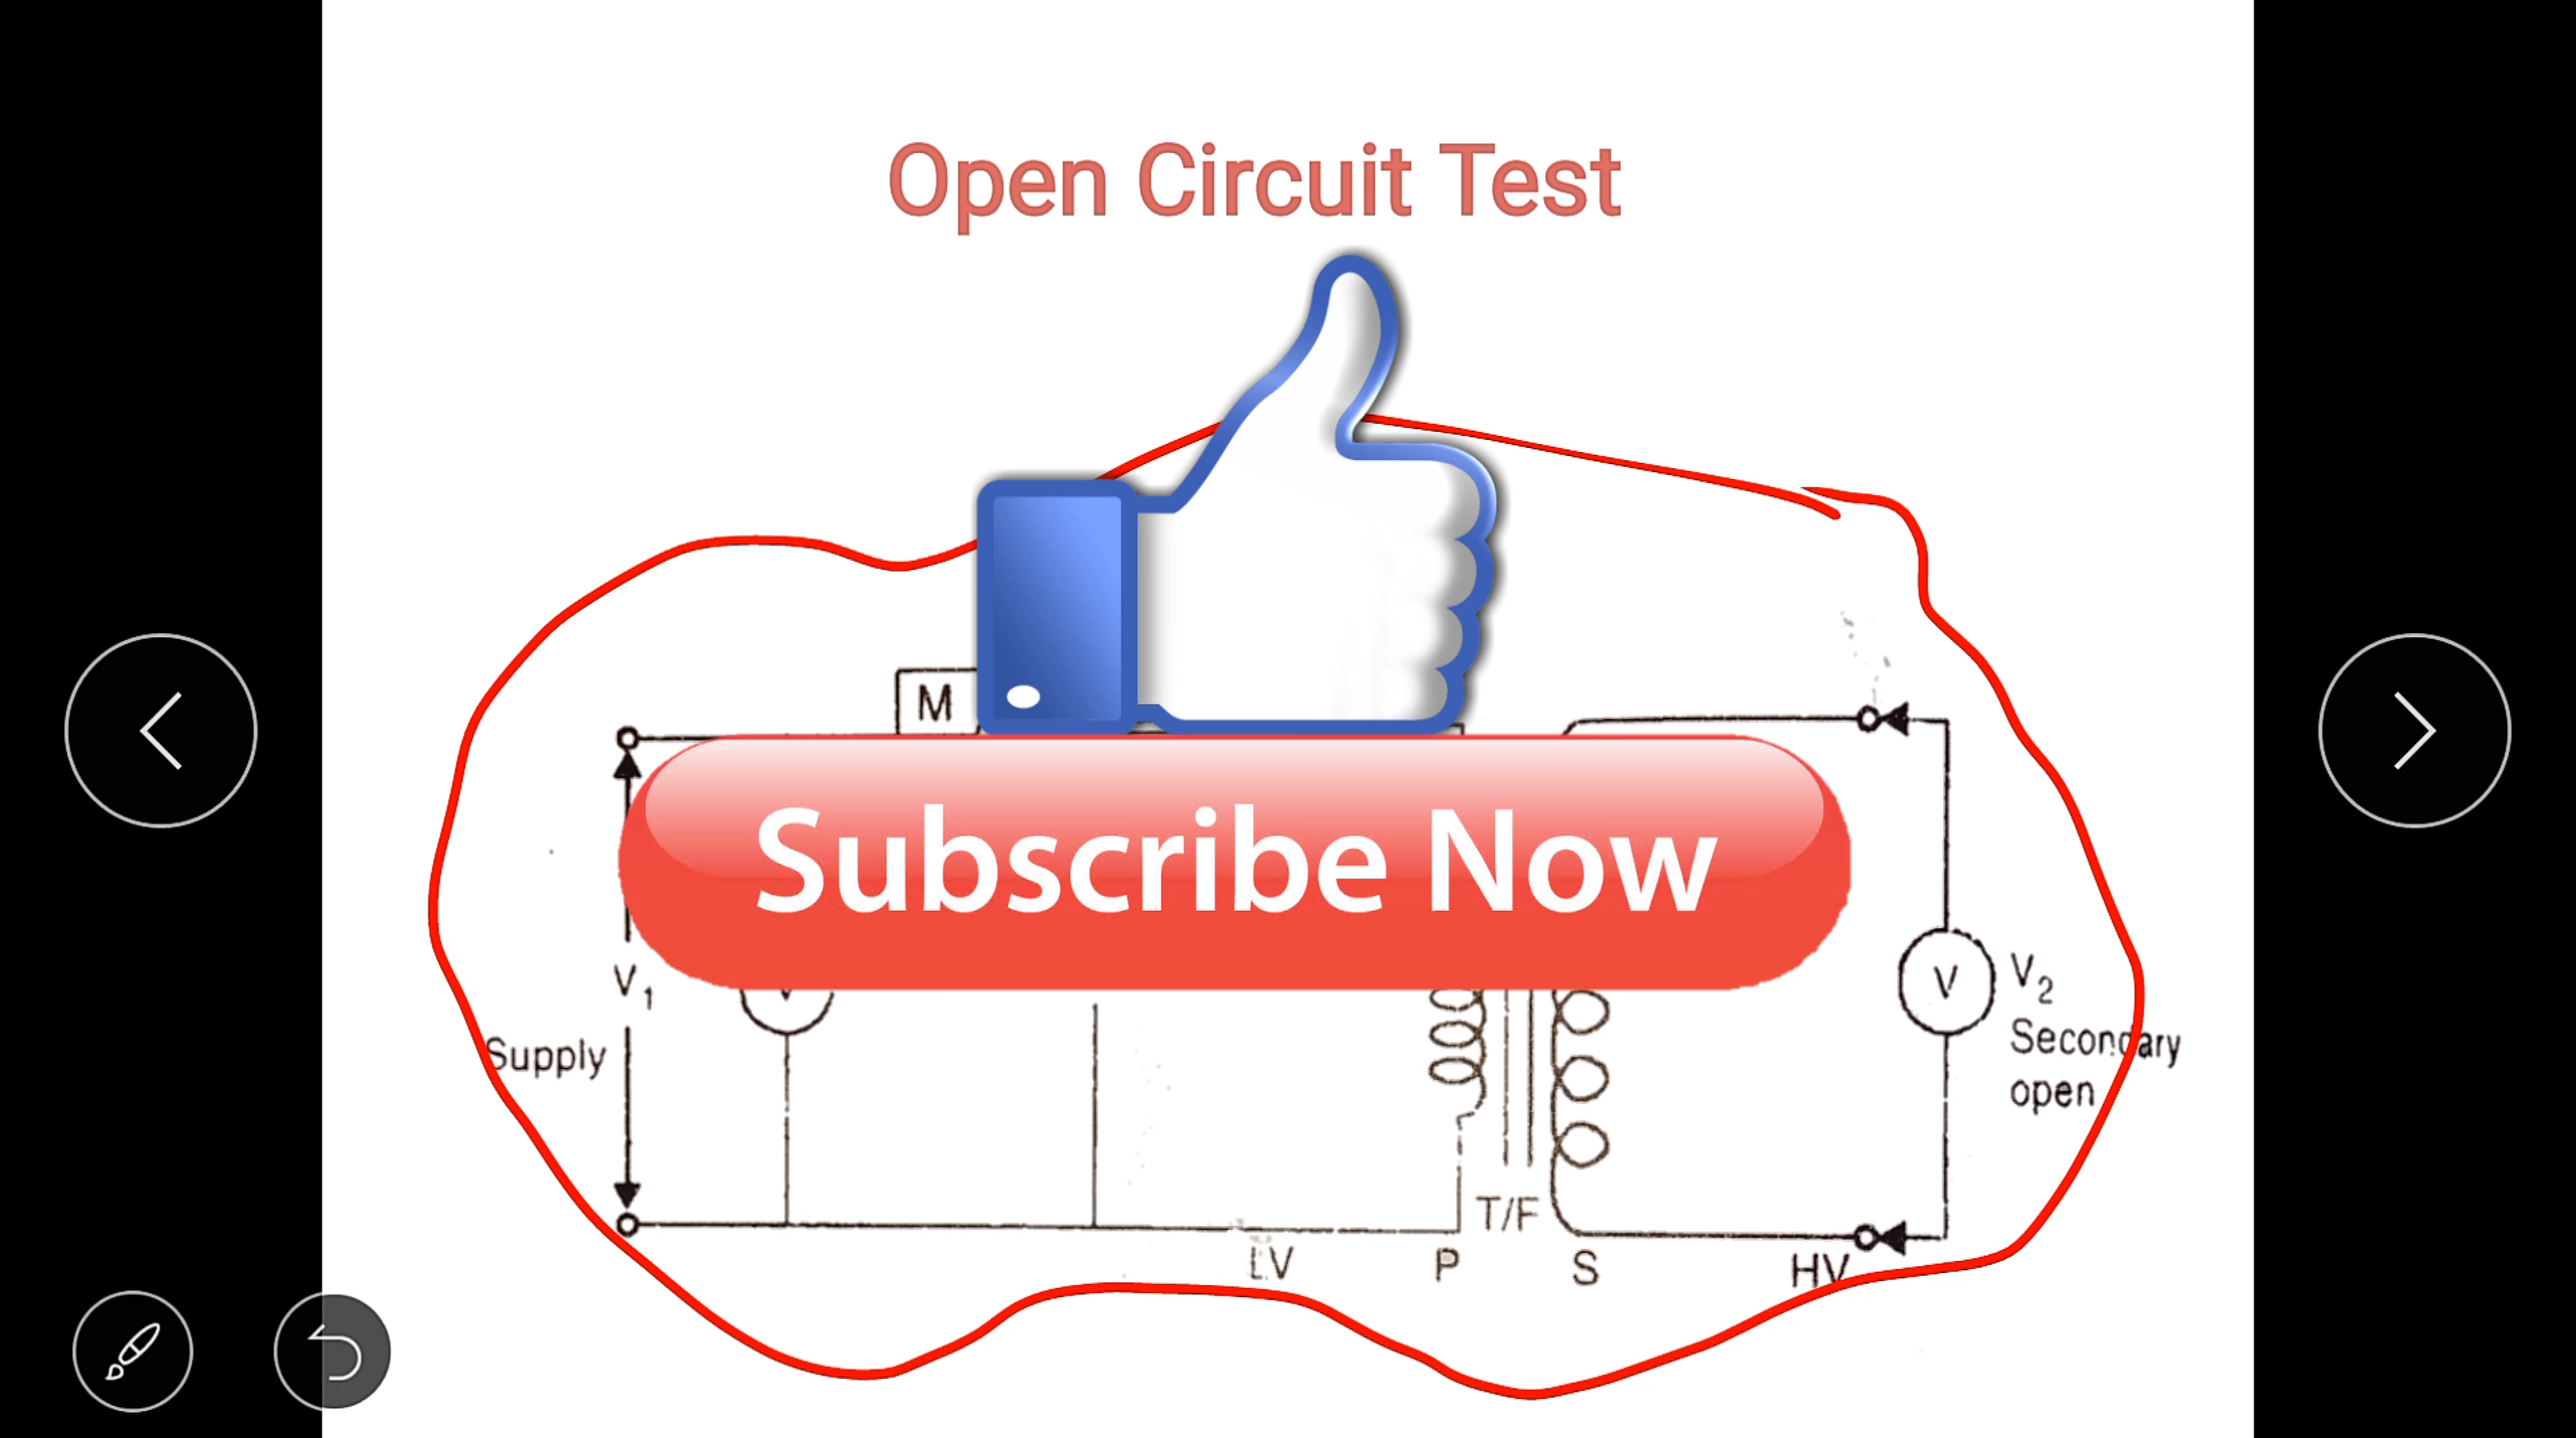 Open Circuit Test
M
Subscribe Now
V1
V
V2
Supply
Secondary
open
T/F
LV
P
S
HV